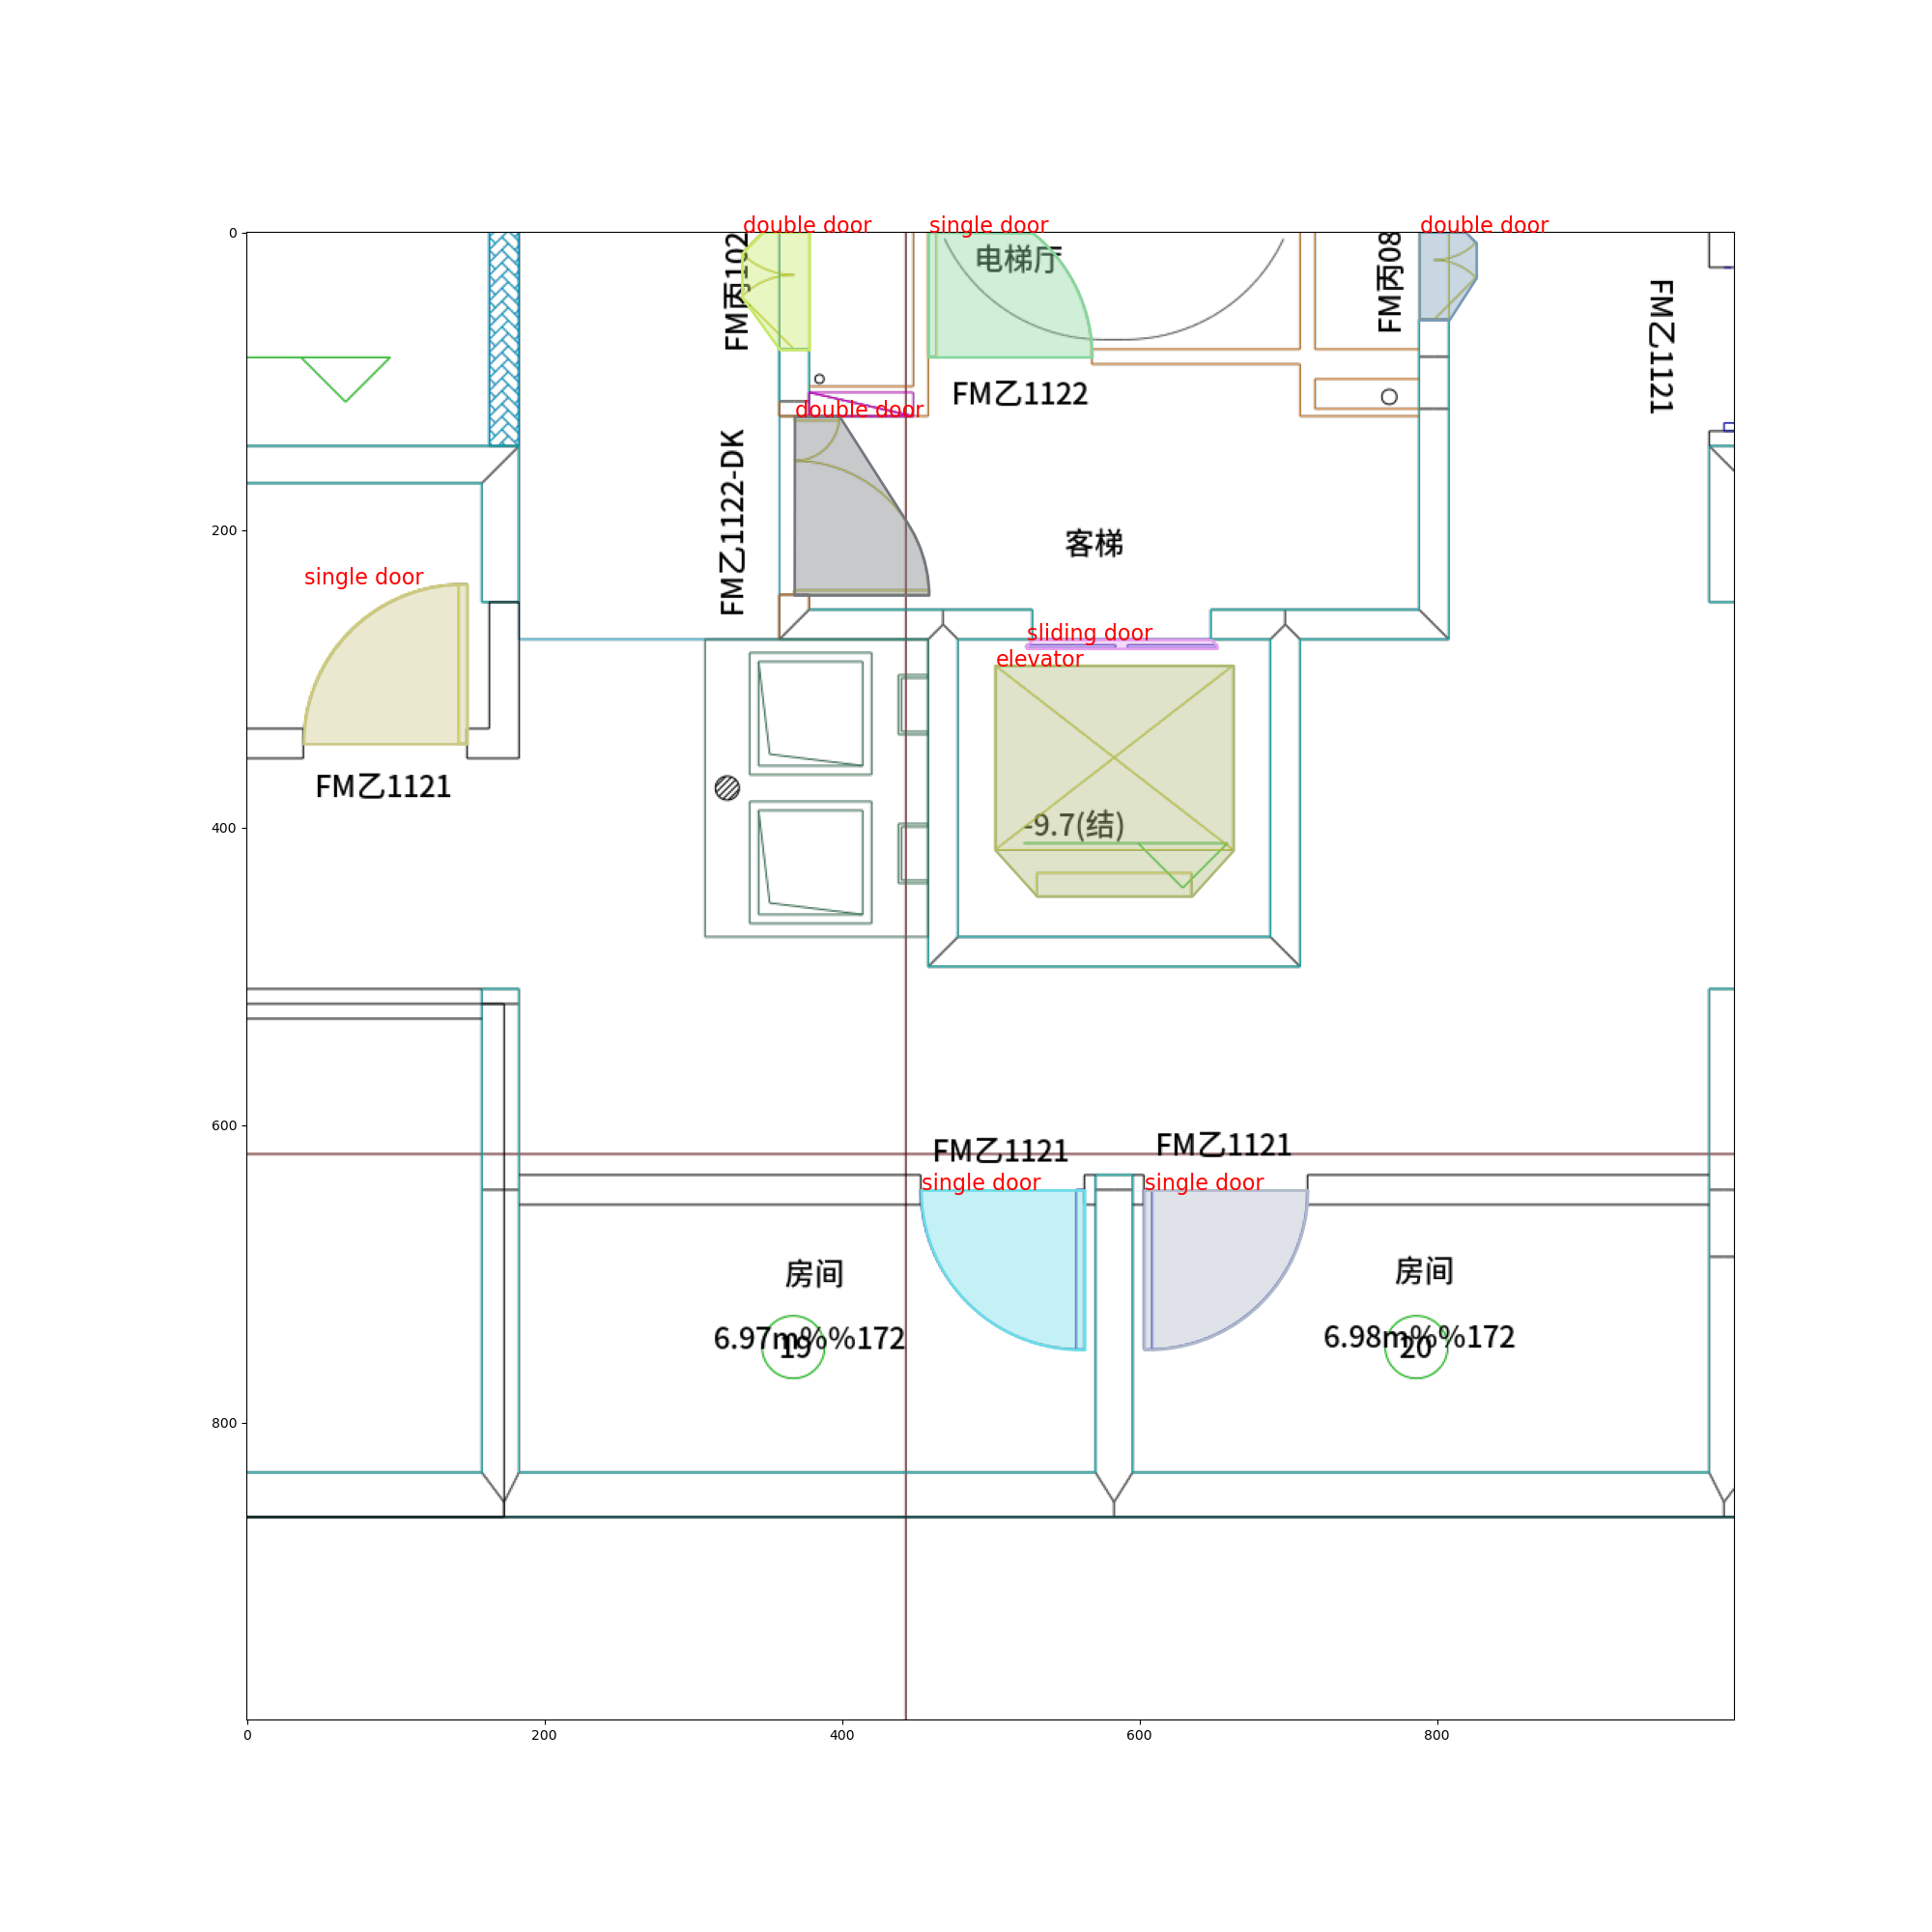 double door
single door
double door
0
FM丙102
电梯厅
FM丙08
FM乙1121
FM乙1122
double door
FM乙1122-DK
200
客梯
single door
sliding door
elevator
FM乙1121
400
-9.7(结)
600
FM乙1121
FM乙1121
single door
single door
房间
房间
6.97m%%172
19
6.98m%%172
20
800
0
200
400
600
800